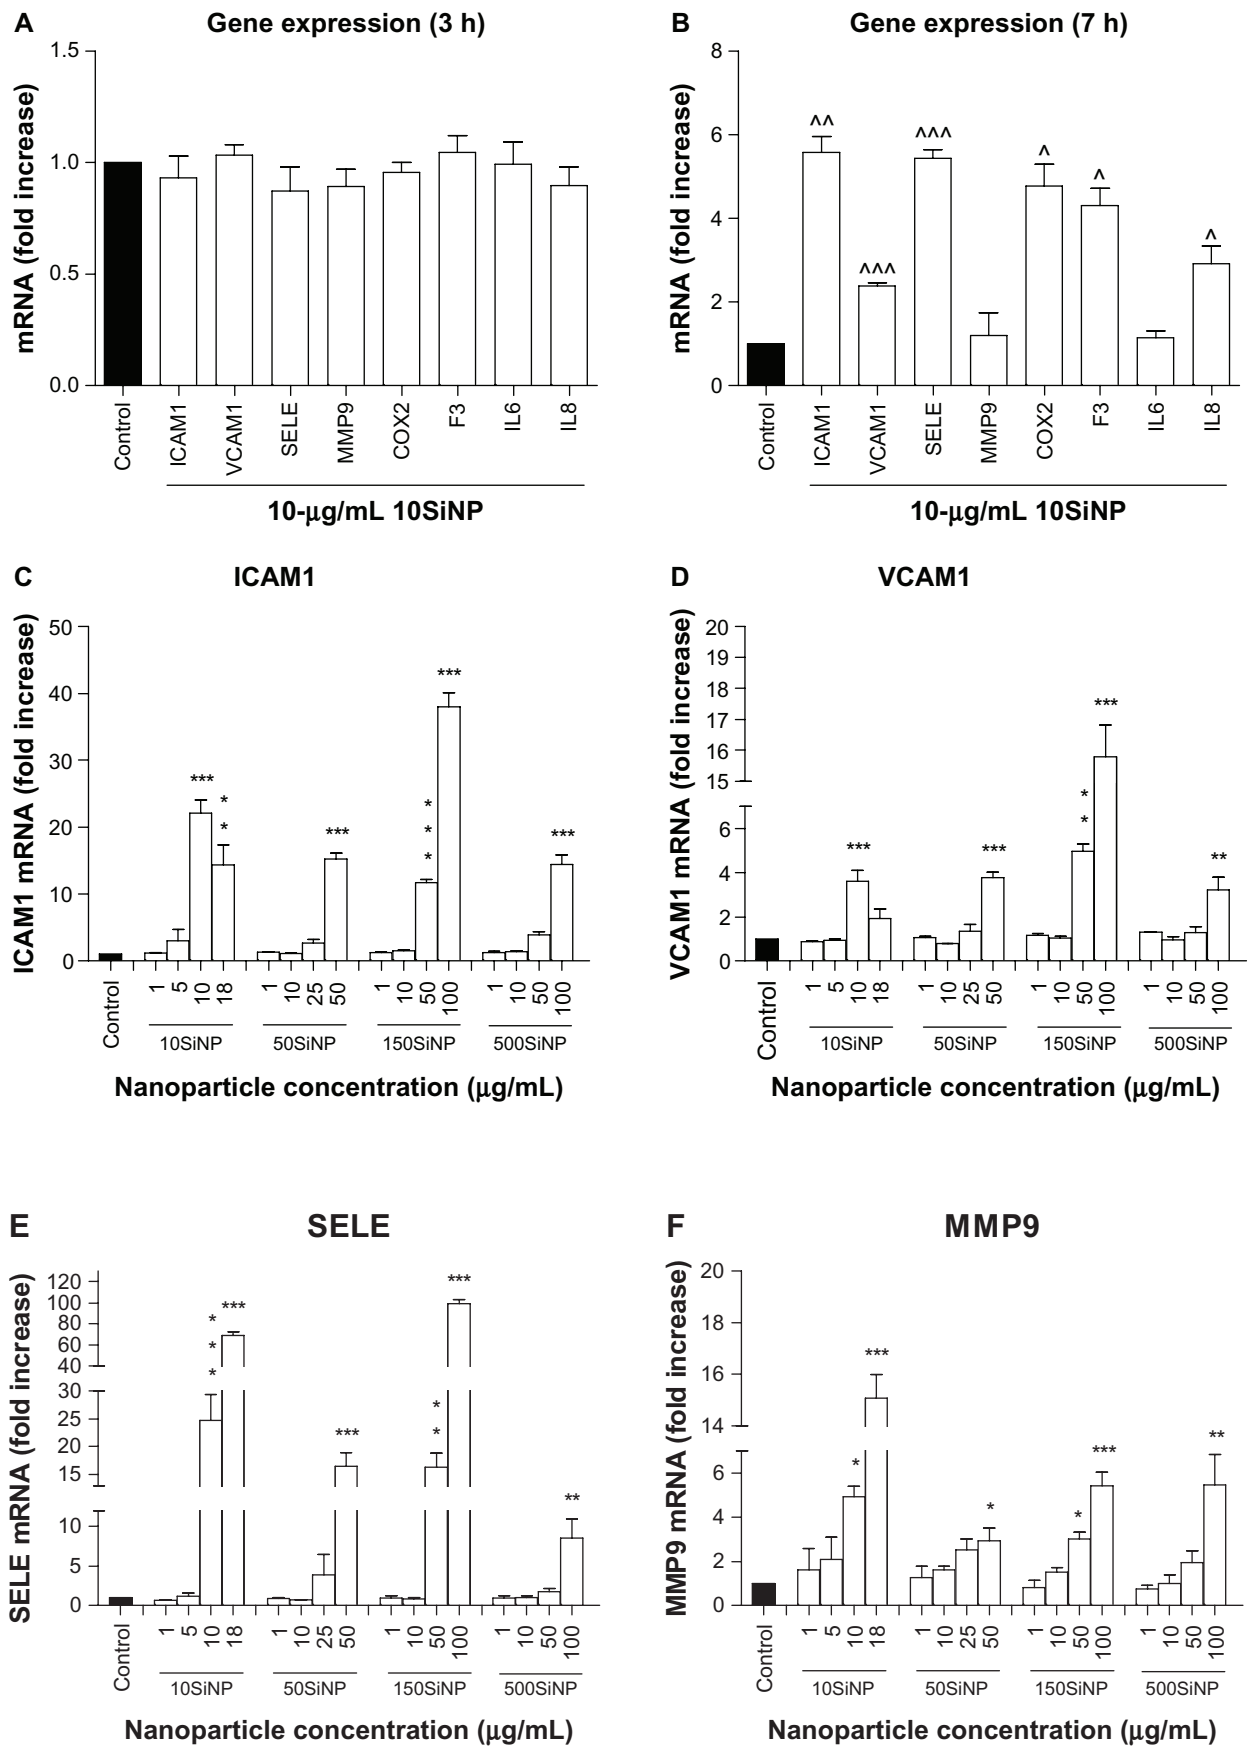 A Gene expression (3 h)
mRNA (fold increase)
1.5
1.0
0.5
0.0
Control ICAM1 VCAM1 SELE MMP9 COX2 F3 IL6 IL8
10-μg/mL 10SiNP
B Gene expression (7 h)
mRNA (fold increase)
8
6
4
2
0
^^ ^^^ ^^^ ^ ^ ^
Control ICAM1 VCAM1 SELE MMP9 COX2 F3 IL6 IL8
10-μg/mL 10SiNP
C ICAM1
ICAM1 mRNA (fold increase)
50
40
30
20
10
0
*** ** *** *** *** ***
Control 1 5 10 18 1 10 25 50 1 10 50 100 1 10 50 100
10SiNP 50SiNP 150SiNP 500SiNP
Nanoparticle concentration (μg/mL)
D VCAM1
VCAM1 mRNA (fold increase)
20
19
18
17
16
15
6
4
2
0
*** *** ** *** **
Control 1 5 10 18 1 10 25 50 1 10 50 100 1 10 50 100
10SiNP 50SiNP 150SiNP 500SiNP
Nanoparticle concentration (μg/mL)
E SELE
SELE mRNA (fold increase)
120
100
80
60
40
30
25
20
15
10
5
0
*** *** *** ** *** **
Control 1 5 10 18 1 10 25 50 1 10 50 100 1 10 50 100
10SiNP 50SiNP 150SiNP 500SiNP
Nanoparticle concentration (μg/mL)
F MMP9
MMP9 mRNA (fold increase)
20
18
16
14
6
4
2
0
* *** * * *** **
Control 1 5 10 18 1 10 25 50 1 10 50 100 1 10 50 100
10SiNP 50SiNP 150SiNP 500SiNP
Nanoparticle concentration (μg/mL)